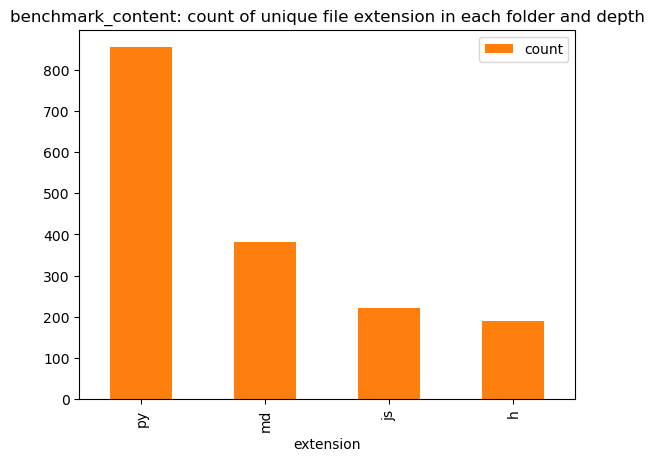 benchmark_content: count of unique file extension in each folder and depth
count
800
700
600
500
400
300
200
100
0
py
md
js
h
extension